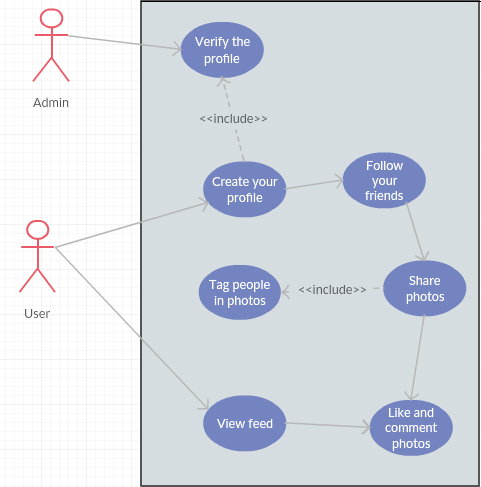 Verify the
profile
Admin
<<include>>
Create your
profile
Follow
your
friends
User
Tag people
in photos
<<include>>
Share
photos
View feed
Like and
comment
photos